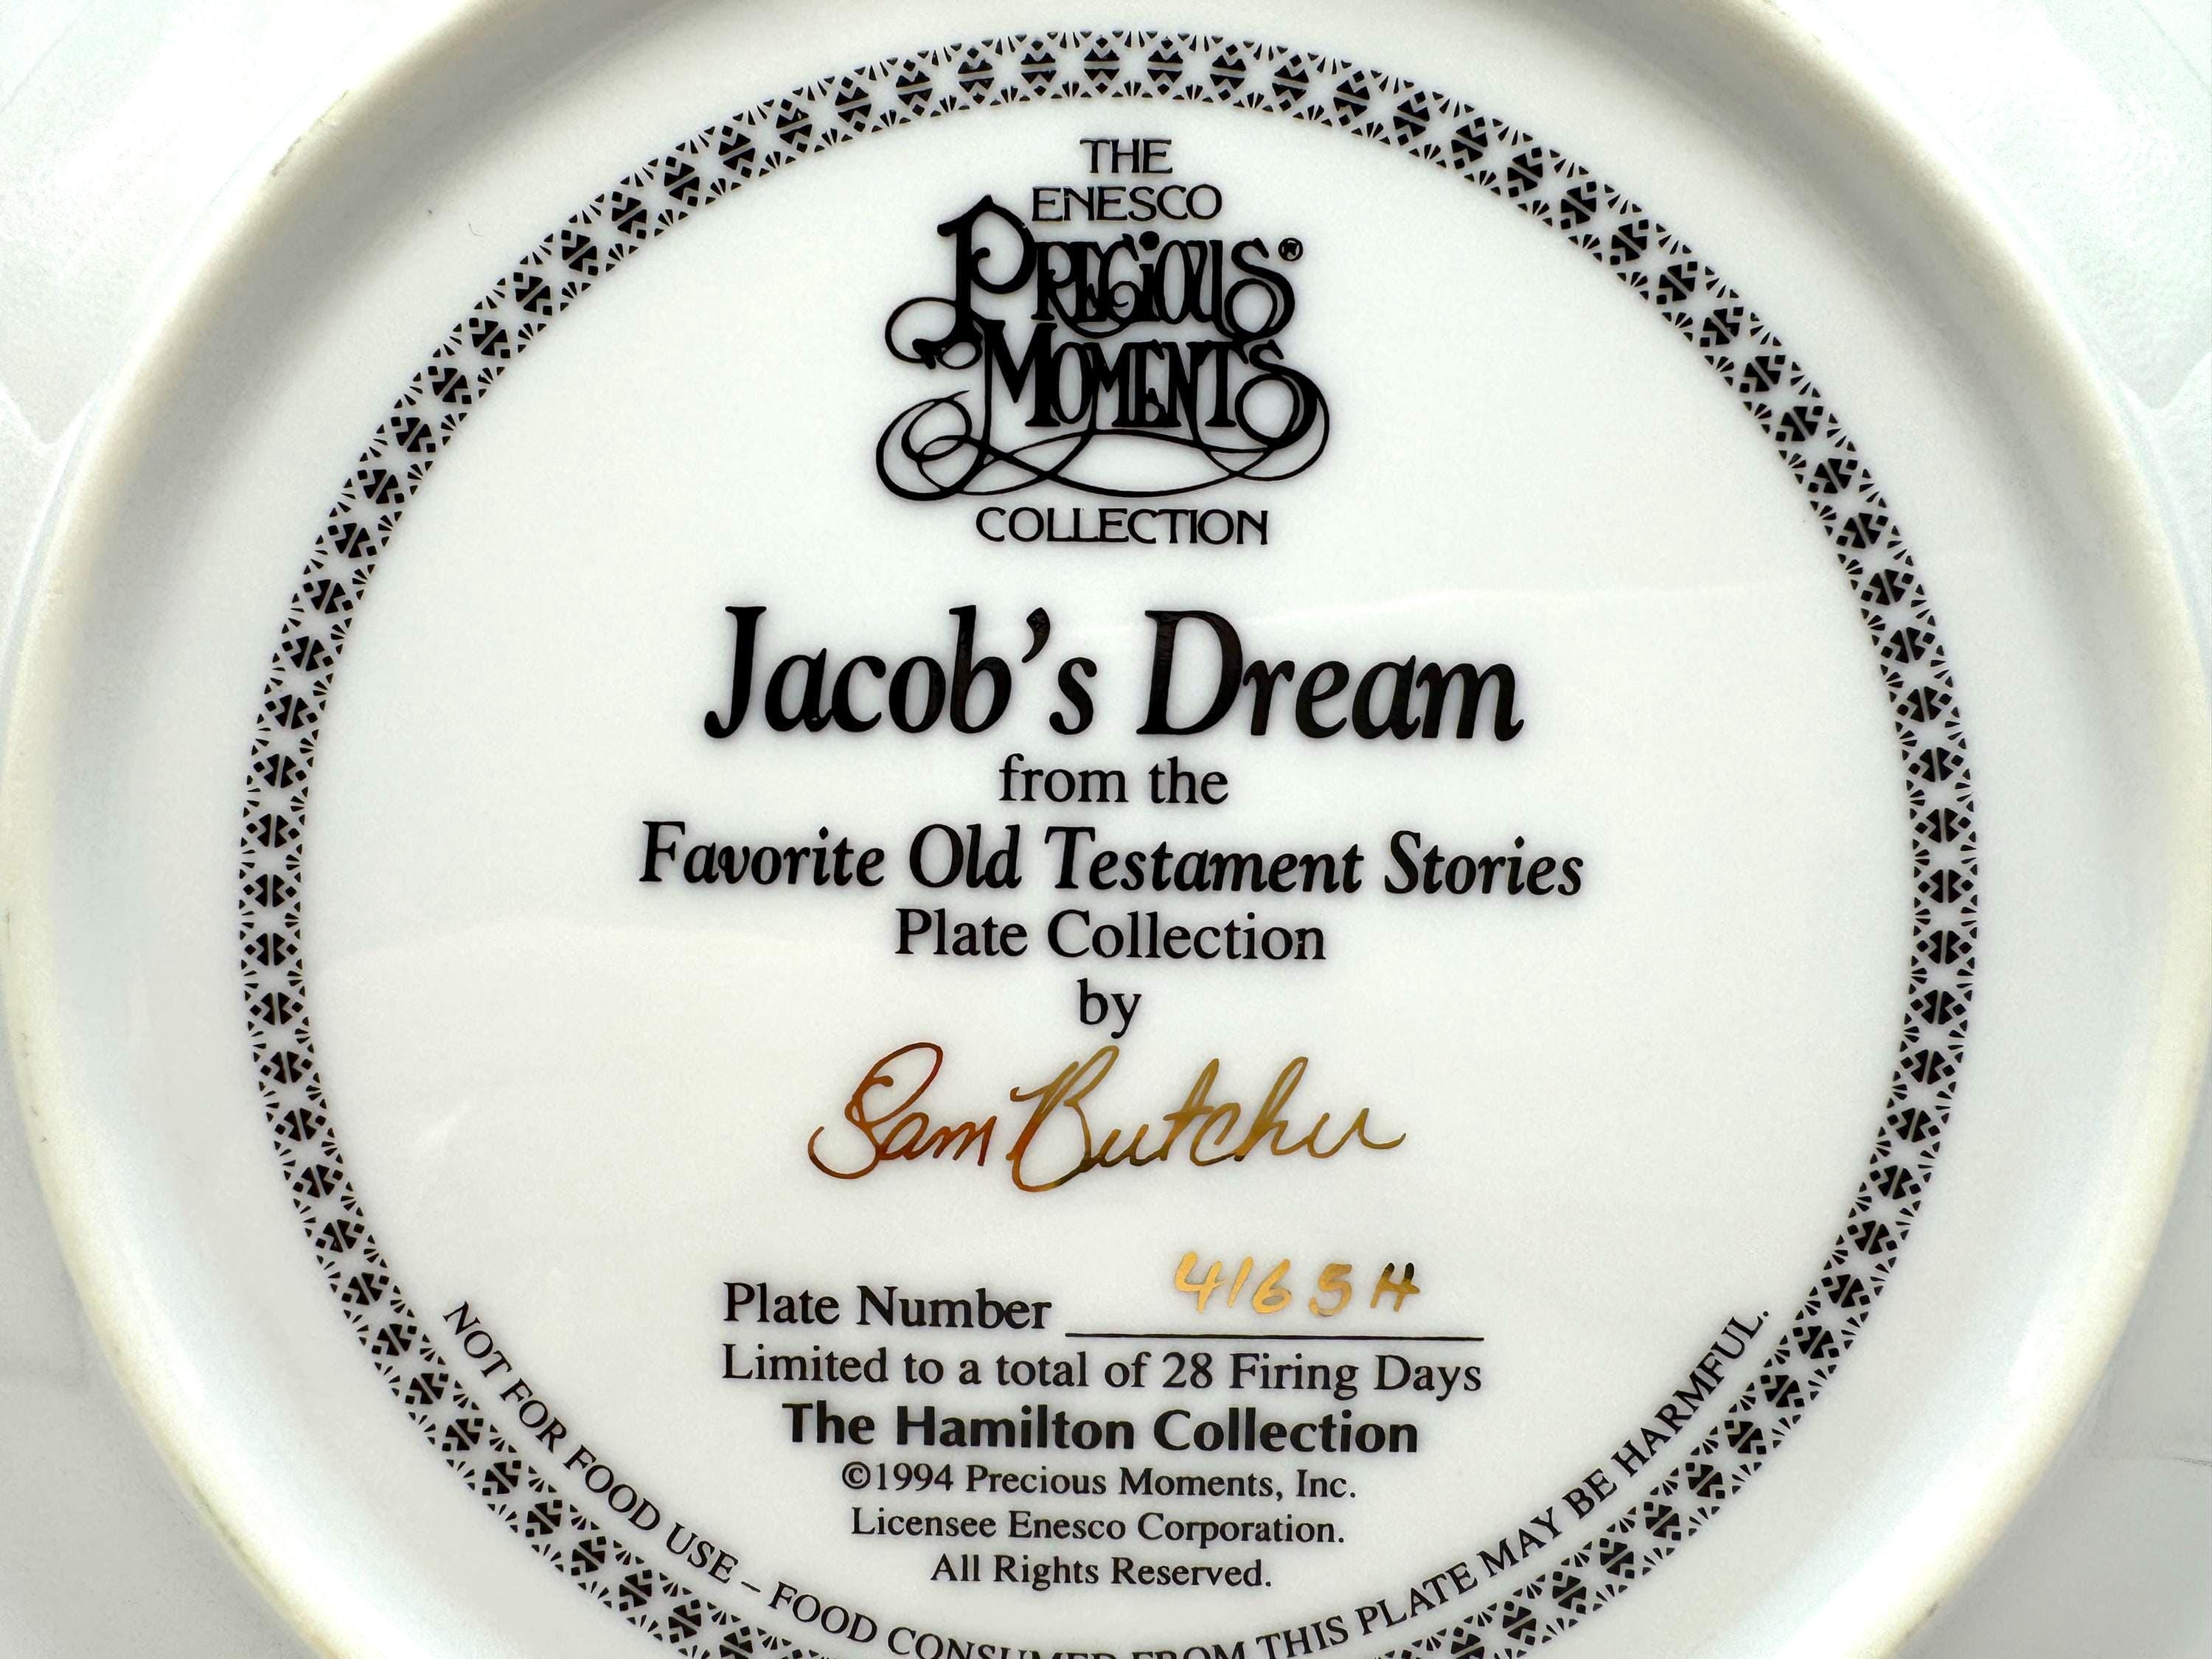 THE
ENESCO
PRECIOUS®
MOMENTS
COLLECTION
Jacob's Dream
from the
Favorite Old Testament Stories
Plate Collection
by
Sam Butcher
Plate Number 4165H
Limited to a total of 28 Firing Days
The Hamilton Collection
©1994 Precious Moments, Inc.
Licensee Enesco Corporation.
All Rights Reserved.
NOT FOR FOOD USE – FOOD CONSUMED FROM THIS PLATE MAY BE HARMFUL.